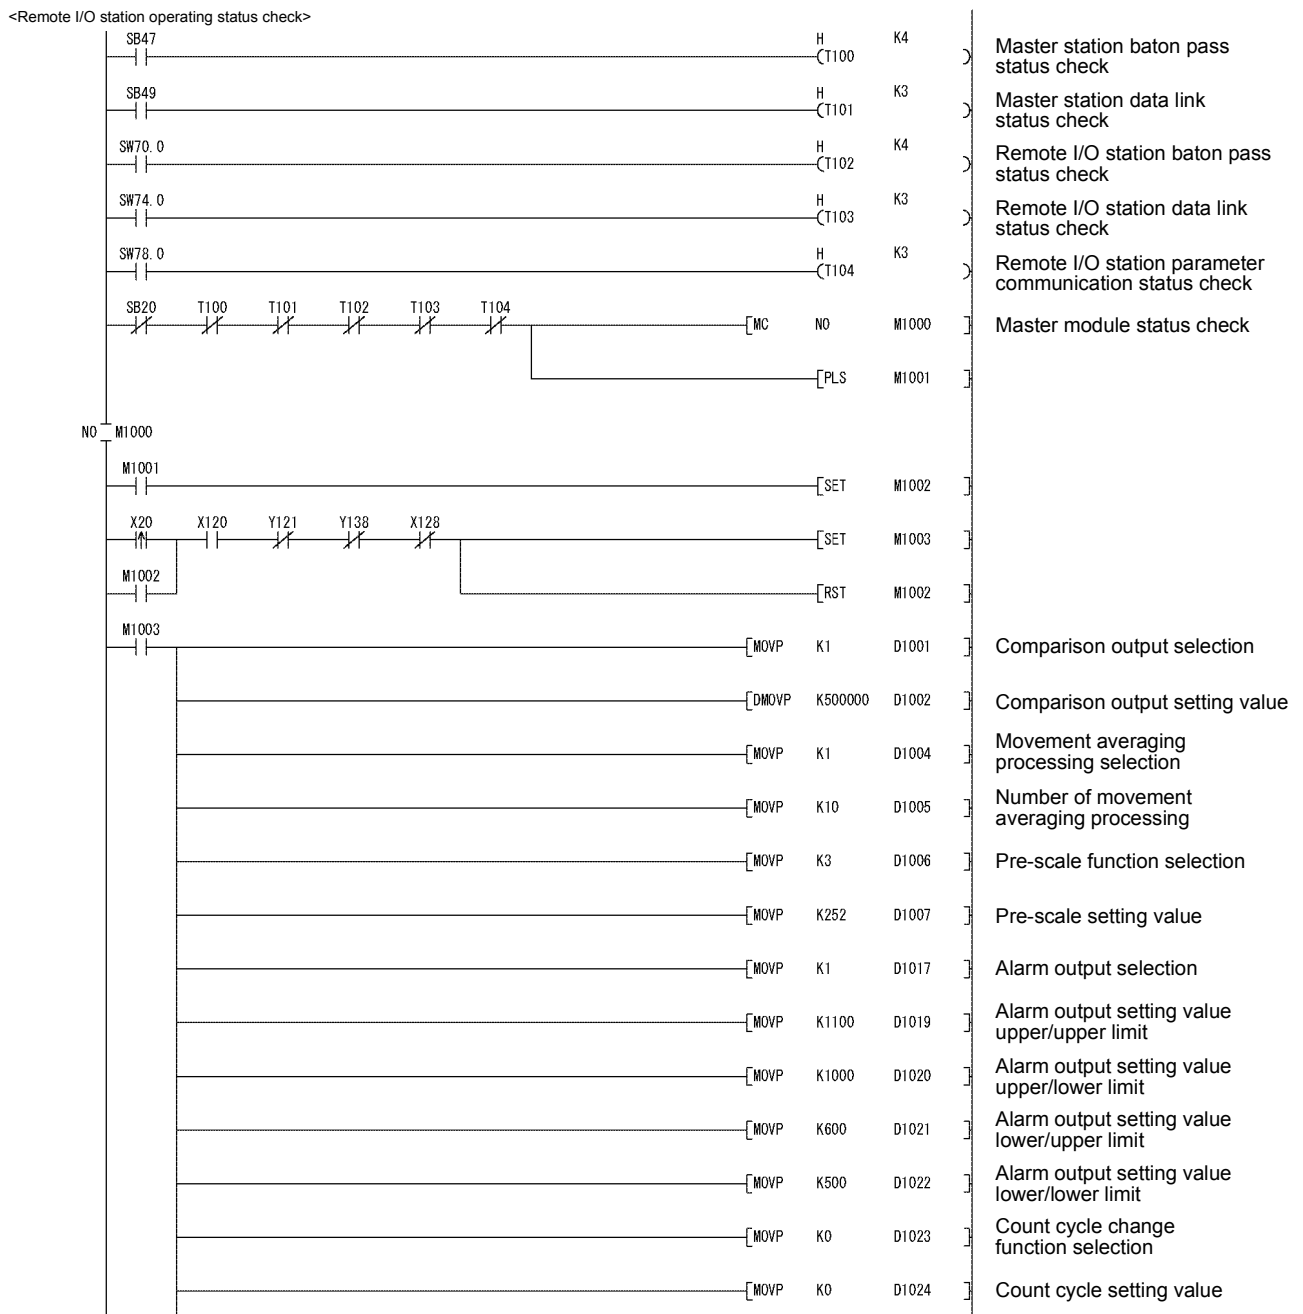 <Remote I/O station operating status check>
SB47
H K4
T100
Master station baton pass
status check
SB49
H K3
T101
Master station data link
status check
SW70.0
H K4
T102
Remote I/O station baton pass
status check
SW74.0
H K3
T103
Remote I/O station data link
status check
SW78.0
H K3
T104
Remote I/O station parameter
communication status check
SB20 T100 T101 T102 T103 T104
MC N0 M1000
Master module status check
PLS M1001
N0 M1000
M1001
SET M1002
X20 X120 Y121 Y138 X128
SET M1003
M1002
RST M1002
M1003
MOVP K1 D1001
Comparison output selection
DMOVP K500000 D1002
Comparison output setting value
MOVP K1 D1004
Movement averaging
processing selection
MOVP K10 D1005
Number of movement
averaging processing
MOVP K3 D1006
Pre-scale function selection
MOVP K252 D1007
Pre-scale setting value
MOVP K1 D1017
Alarm output selection
MOVP K1100 D1019
Alarm output setting value
upper/upper limit
MOVP K1000 D1020
Alarm output setting value
upper/lower limit
MOVP K600 D1021
Alarm output setting value
lower/upper limit
MOVP K500 D1022
Alarm output setting value
lower/lower limit
MOVP K0 D1023
Count cycle change
function selection
MOVP K0 D1024
Count cycle setting value